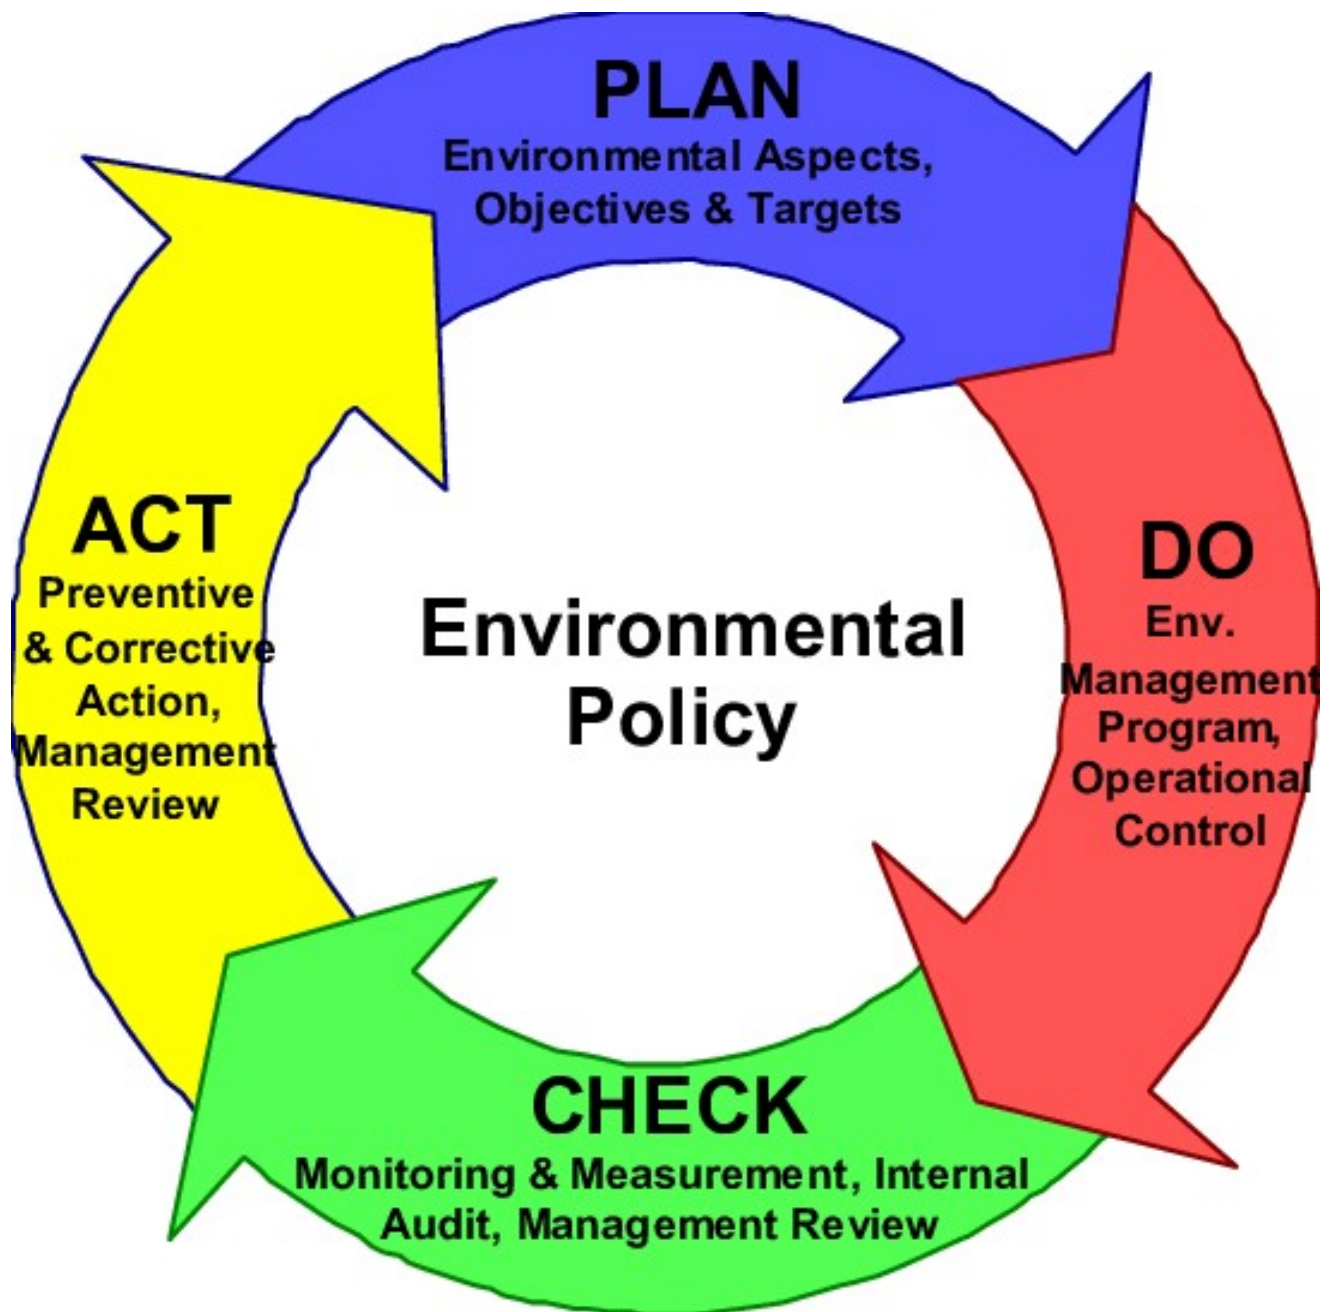 PLAN
Environmental Aspects,
Objectives & Targets
DO
Env.
Management
Program,
Operational
Control
CHECK
Monitoring & Measurement, Internal
Audit, Management Review
ACT
Preventive
& Corrective
Action,
Management
Review
Environmental
Policy